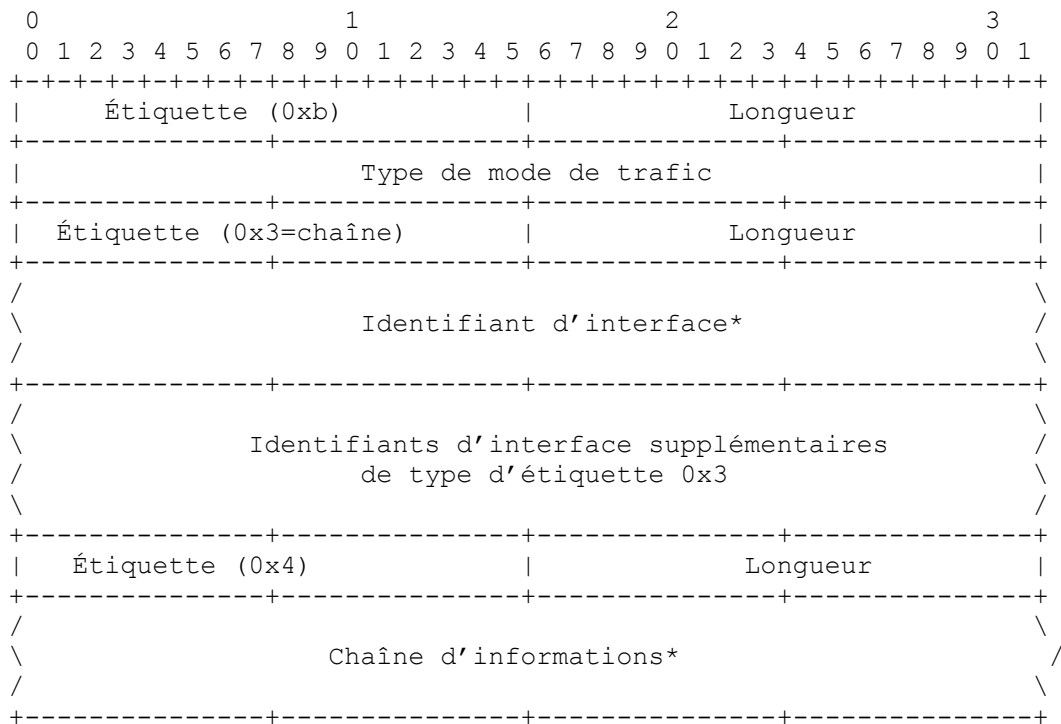 0                   1                   2                   3
0 1 2 3 4 5 6 7 8 9 0 1 2 3 4 5 6 7 8 9 0 1 2 3 4 5 6 7 8 9 0 1
+-+-+-+-+-+-+-+-+-+-+-+-+-+-+-+-+-+-+-+-+-+-+-+-+-+-+-+-+-+-+-+-+
|     Étiquette (0xb)           |            Longueur           |
+---------------+---------------+---------------+---------------+
|                     Type de mode de trafic                    |
+---------------+---------------+---------------+---------------+
|  Étiquette (0x3=chaîne)       |            Longueur           |
+---------------+---------------+---------------+---------------+
/                                                               \
\                     Identifiant d’interface*                  /
/                                                               \
+---------------+---------------+---------------+---------------+
/                                                               \
\              Identifiants d’interface supplémentaires         /
/                     de type d’étiquette 0x3                   \
\                                                               /
+---------------+---------------+---------------+---------------+
|   Étiquette (0x4)             |             Longueur          |
+---------------+---------------+---------------+---------------+
/                                                               \
\                   Chaîne d’informations*                       /
/                                                               \
+---------------+---------------+---------------+---------------+